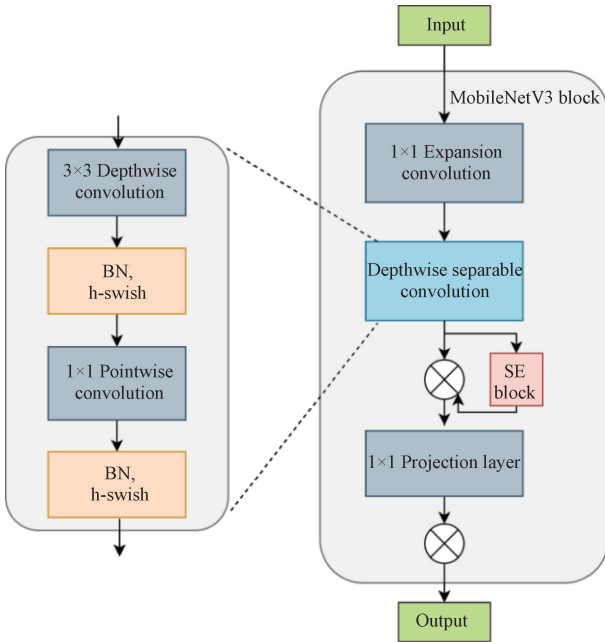 Input
MobileNetV3 block
1×1 Expansion
convolution
Depthwise separable
convolution
SE
block
1×1 Projection layer
Output
3×3 Depthwise
convolution
BN,
h-swish
1×1 Pointwise
convolution
BN,
h-swish